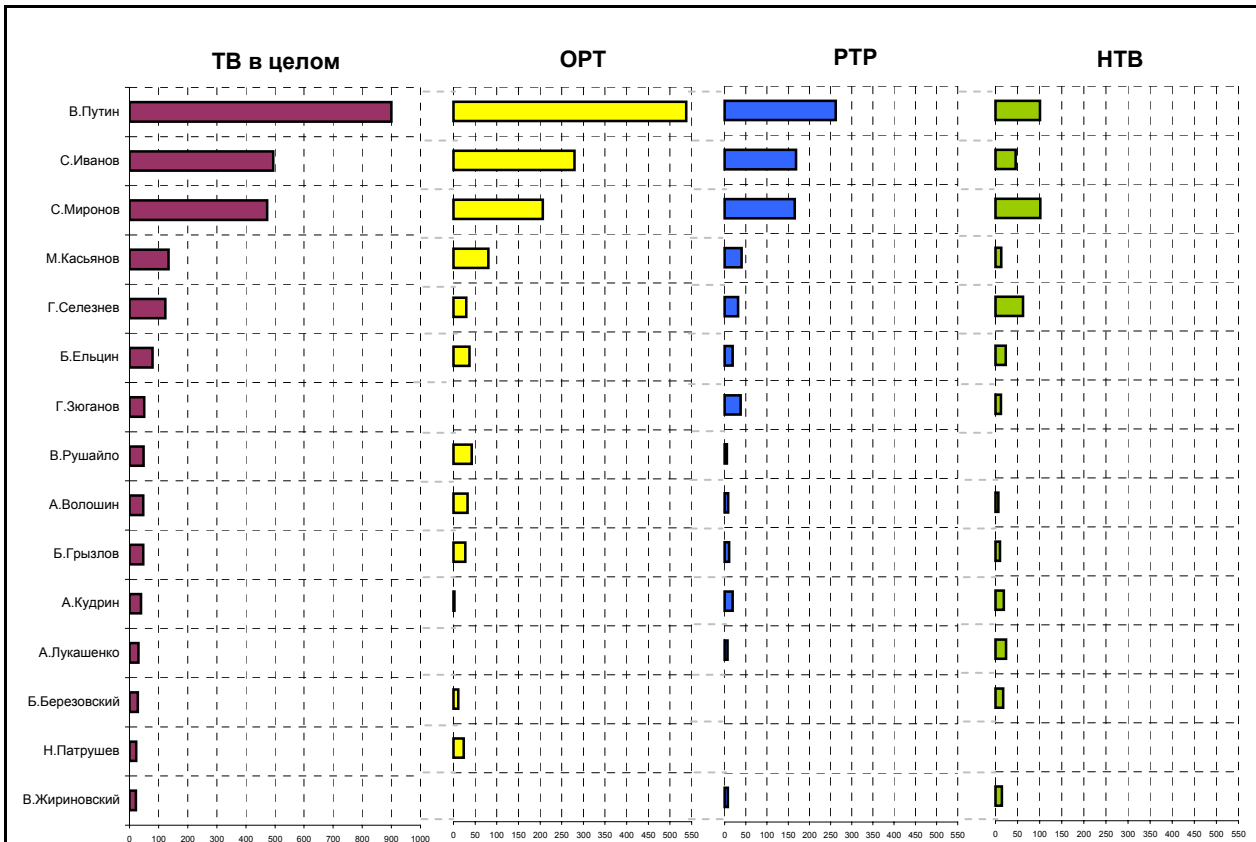 ТВ в целом ОРТ РТР НТВ
В.Путин
С.Иванов
С.Миронов
М.Касьянов
Г.Селезнев
Б.Ельцин
Г.Зюганов
В.Рушайло
А.Волошин
Б.Грызлов
А.Кудрин
А.Лукашенко
Б.Березовский
Н.Патрушев
В.Жириновский
0 100 200 300 400 500 600 700 800 900 1000 0 50 100 150 200 250 300 350 400 450 500 550 0 50 100 150 200 250 300 350 400 450 500 550 0 50 100 150 200 250 300 350 400 450 500 550